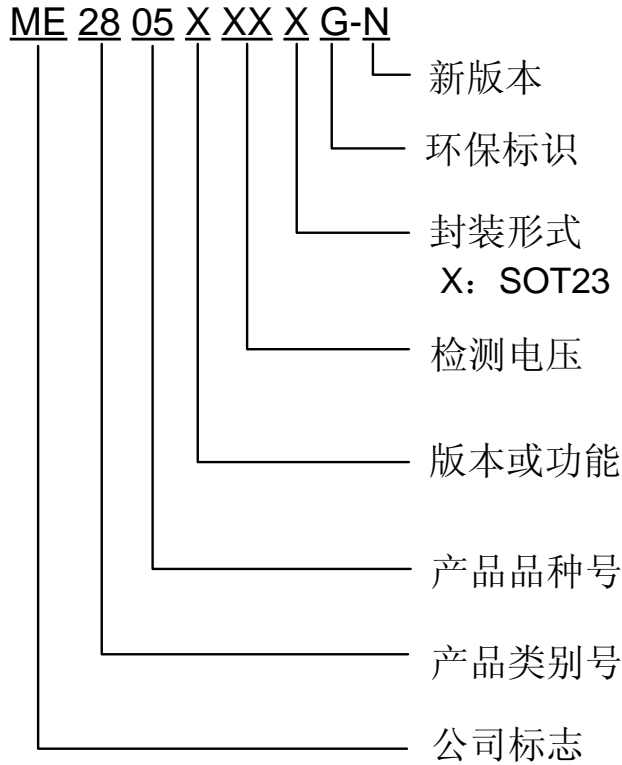 ME 28 05 X XX X G-N
新版本
环保标识
封装形式
X：SOT23
检测电压
版本或功能
产品品种号
产品类别号
公司标志